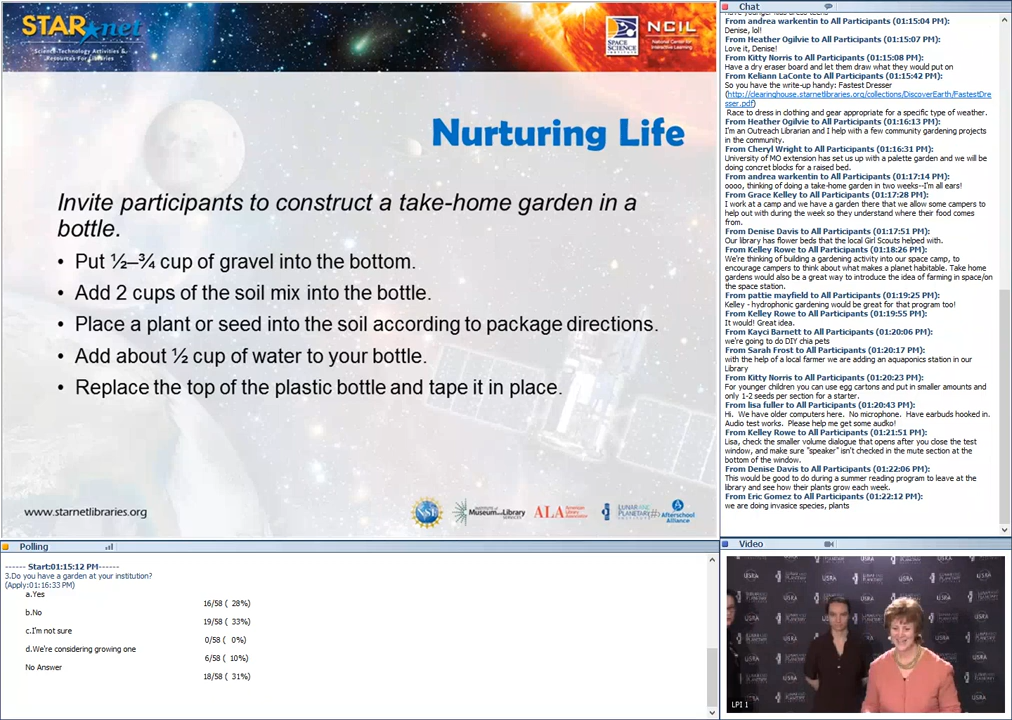 STAR net
Science-Technology Activities &
Resources For Libraries
SPACE
SCIENCE
INSTITUTE
NCIL
National Center for
Interactive Learning
Nurturing Life
Invite participants to construct a take-home garden in a
bottle.
• Put ½–¾ cup of gravel into the bottom.
• Add 2 cups of the soil mix into the bottle.
• Place a plant or seed into the soil according to package directions.
• Add about ½ cup of water to your bottle.
• Replace the top of the plastic bottle and tape it in place.
www.starnetlibraries.org
NSF
INSTITUTE of
Museum and Library
SERVICES
ALA American
Library
Association
LUNAR AND
PLANETARY
INSTITUTE
Afterschool
Alliance
Chat
From andrea warkentin to All Participants (01:15:04 PM):
Denise, lol!
From Heather Ogilvie to All Participants (01:15:07 PM):
Love it, Denise!
From Kitty Norris to All Participants (01:15:08 PM):
Have a dry eraser board and let them draw what they would put on
From Keliann LaConte to All Participants (01:15:42 PM):
So you have the write-up handy: Fastest Dresser
(http://clearinghouse.starnetlibraries.org/collections/DiscoverEarth/FastestDre
sser.pdf)
Race to dress in clothing and gear appropriate for a specific type of weather.
From Heather Ogilvie to All Participants (01:16:13 PM):
I'm an Outreach Librarian and I help with a few community gardening projects
in the community.
From Cheryl Wright to All Participants (01:16:31 PM):
University of MO extension has set us up with a palette garden and we will be
doing concret blocks for a raised bed.
From andrea warkentin to All Participants (01:17:14 PM):
oooo, thinking of doing a take-home garden in two weeks--I'm all ears!
From Grace Kelley to All Participants (01:17:28 PM):
I work at a camp and we have a garden there that we allow some campers to
help out with during the week so they understand where their food comes
from.
From Denise Davis to All Participants (01:17:51 PM):
Our library has flower beds that the local Girl Scouts helped with.
From Kelley Rowe to All Participants (01:18:26 PM):
We're thinking of building a gardening activity into our space camp, to
encourage campers to think about what makes a planet habitable. Take home
gardens would also be a great way to introduce the idea of farming in space/on
the space station.
From pattie mayfield to All Participants (01:19:25 PM):
Kelley - hydrophonic gardening would be great for that program too!
From Kelley Rowe to All Participants (01:19:55 PM):
It would! Great idea.
From Kayci Barnett to All Participants (01:20:06 PM):
we're going to do DIY chia pets
From Sarah Frost to All Participants (01:20:17 PM):
with the help of a local farmer we are adding an aquaponics station in our
Library
From Kitty Norris to All Participants (01:20:23 PM):
For younger children you can use egg cartons and put in smaller amounts and
only 1-2 seeds per section for a starter.
From lisa fuller to All Participants (01:20:43 PM):
Hi. We have older computers here. No microphone. Have earbuds hooked in.
Audio test works. Please help me get some audko!
From Kelley Rowe to All Participants (01:21:51 PM):
Lisa, check the smaller volume dialogue that opens after you close the test
window, and make sure "speaker" isn't checked in the mute section at the
bottom of the window.
From Denise Davis to All Participants (01:22:06 PM):
This would be good to do during a summer reading program to leave at the
library and see how their plants grow each week.
From Eric Gomez to All Participants (01:22:12 PM):
we are doing invasice species, plants
Polling
------ Start:01:15:12 PM------
3.Do you have a garden at your institution?
(Apply:01:16:33 PM)
a.Yes
16/58 ( 28%)
b.No
19/58 ( 33%)
c.I'm not sure
0/58 ( 0%)
d.We're considering growing one
6/58 ( 10%)
No Answer
18/58 ( 31%)
Video
USRA
LUNAR AND
PLANETARY
LPI 1